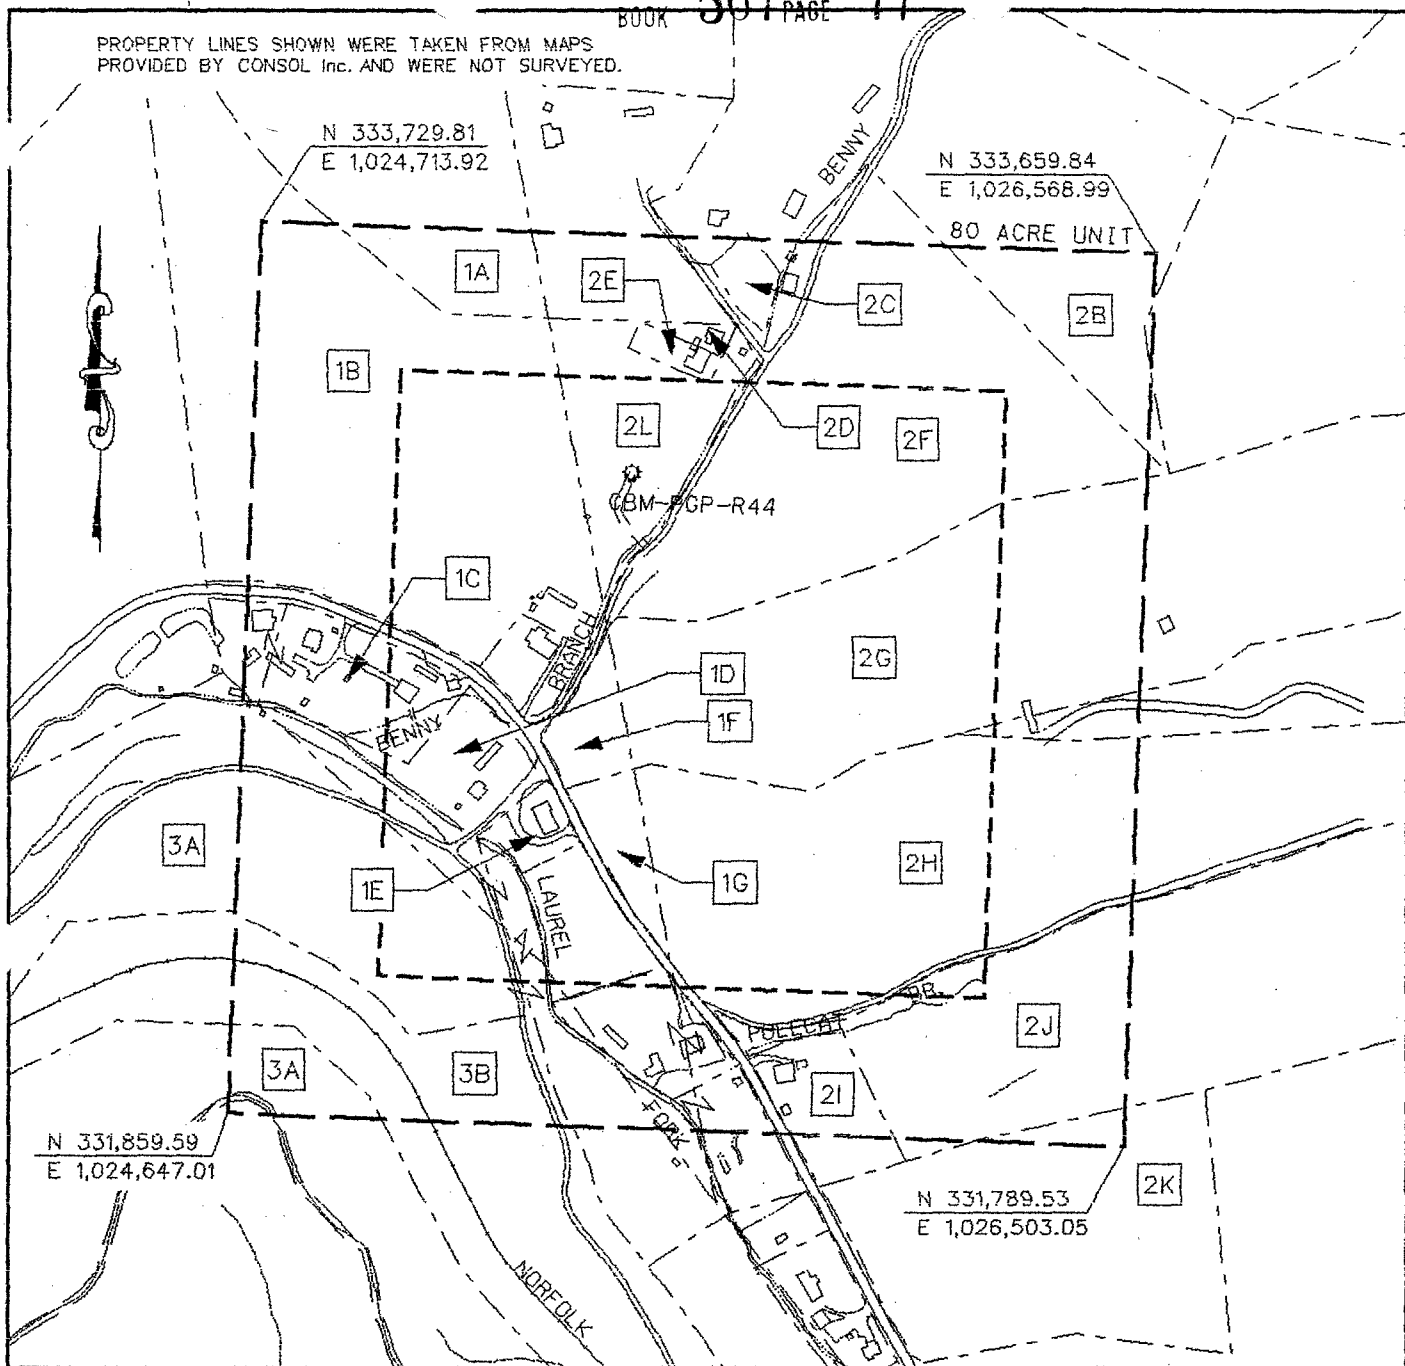 BOOK PAGE
PROPERTY LINES SHOWN WERE TAKEN FROM MAPS
PROVIDED BY CONSOL Inc. AND WERE NOT SURVEYED.
N 333,729.81
E 1,024,713.92
BENNY
N 333,659.84
E 1,026,568.99
80 ACRE UNIT
1A
2E
2C
2B
1B
2L
2D
2F
CBM-PGP-R44
1C
BRANCH
2G
1D
1F
BENNY
3A
1E
LAUREL
1G
2H
BR.
POLECAT
2J
3A
3B
2I
FORK
N 331,859.59
E 1,024,647.01
2K
N 331,789.53
E 1,026,503.05
NORFOLK